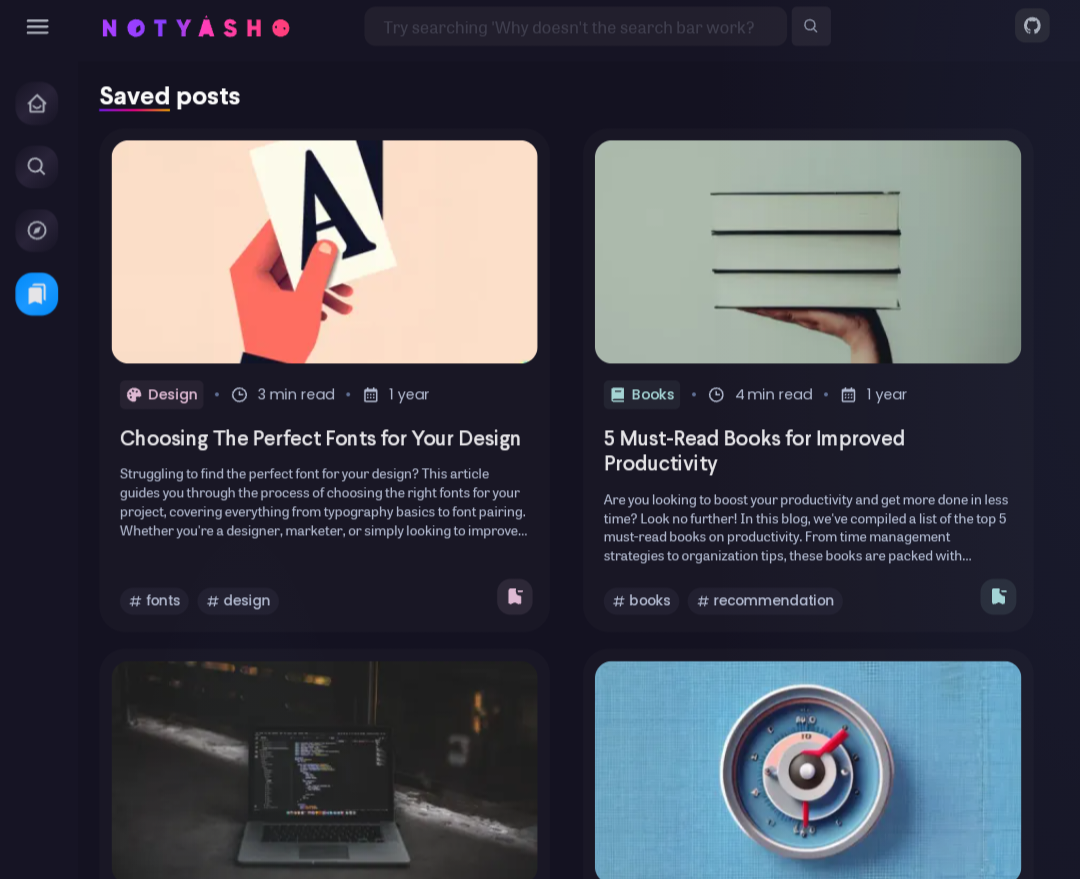 NOTYASHO
Try searching 'Why doesn't the search bar work?
Saved posts
A
Design • 3 min read • 1 year
Choosing The Perfect Fonts for Your Design
Struggling to find the perfect font for your design? This article
guides you through the process of choosing the right fonts for your
project, covering everything from typography basics to font pairing.
Whether you're a designer, marketer, or simply looking to improve...
# fonts # design
Books • 4 min read • 1 year
5 Must-Read Books for Improved
Productivity
Are you looking to boost your productivity and get more done in less
time? Look no further! In this blog, we've compiled a list of the top 5
must-read books on productivity. From time management
strategies to organization tips, these books are packed with...
# books # recommendation